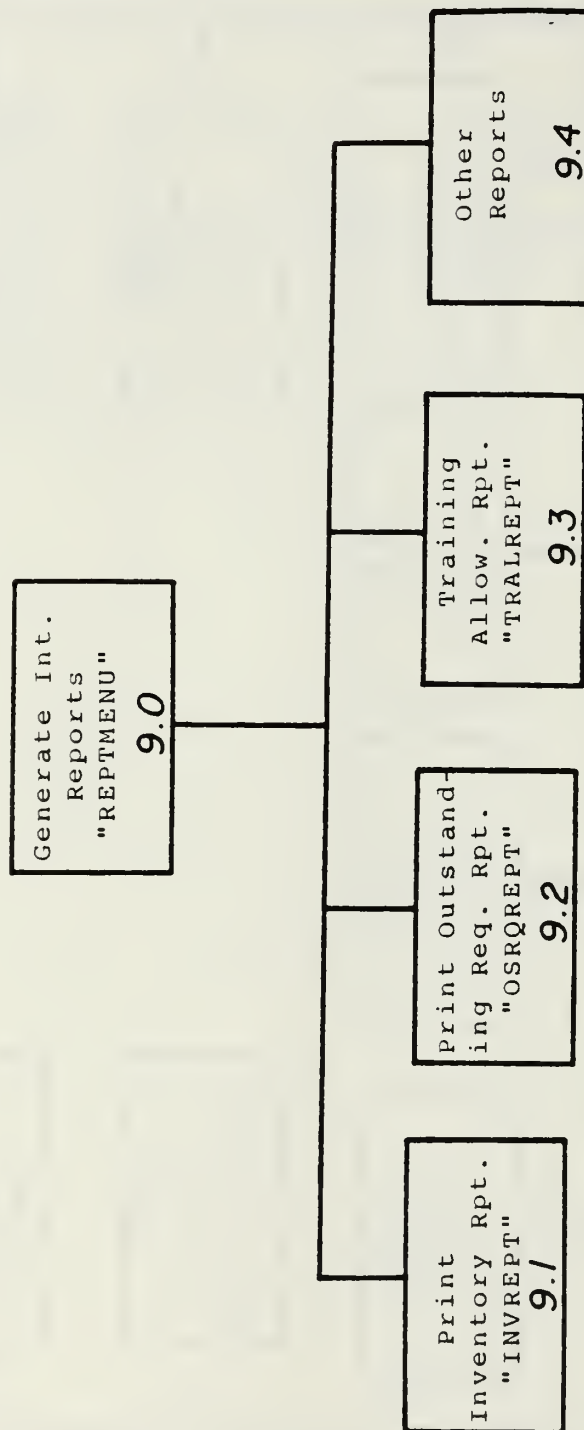 Generate Int.
Reports
"REPTMENU"
9.0
Print
Inventory Rpt.
"INVREPT"
9.1
Print Outstand-
ing Req. Rpt.
"OSRQREPT"
9.2
Training
Allow. Rpt.
"TRALREPT"
9.3
Other
Reports
9.4